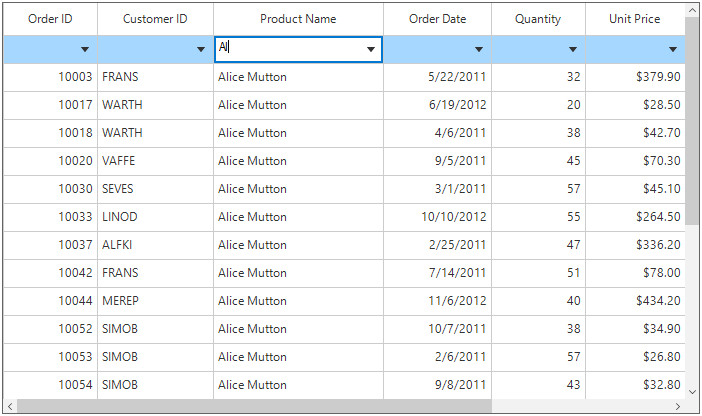 Order ID Customer ID Product Name Order Date Quantity Unit Price
Al
10003 FRANS Alice Mutton 5/22/2011 32 $379.90
10017 WARTH Alice Mutton 6/19/2012 20 $28.50
10018 WARTH Alice Mutton 4/6/2011 38 $42.70
10020 VAFFE Alice Mutton 9/5/2011 45 $70.30
10030 SEVES Alice Mutton 3/1/2011 57 $45.10
10033 LINOD Alice Mutton 10/10/2012 55 $264.50
10037 ALFKI Alice Mutton 2/25/2011 47 $336.20
10042 FRANS Alice Mutton 7/14/2011 51 $78.00
10044 MEREP Alice Mutton 11/6/2012 40 $434.20
10052 SIMOB Alice Mutton 10/7/2011 38 $34.90
10053 SIMOB Alice Mutton 2/6/2011 57 $26.80
10054 SIMOB Alice Mutton 9/8/2011 43 $32.80